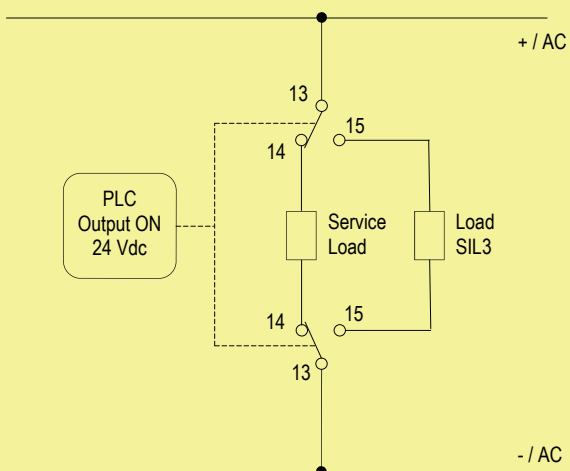 + / AC
13
15
14
PLC
Output ON
24 Vdc
Service
Load
Load
SIL3
14
15
13
- / AC